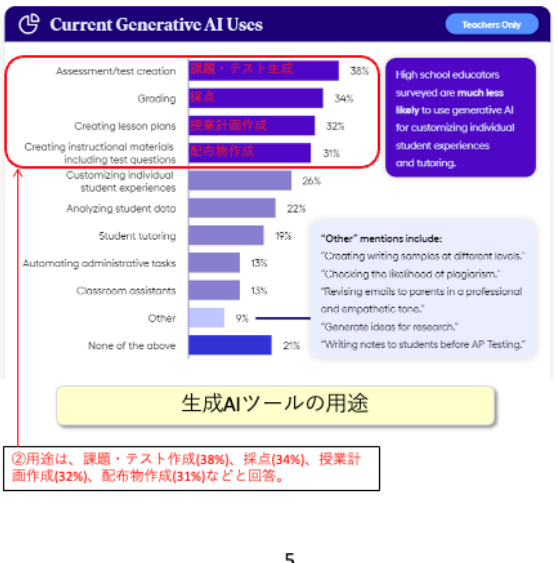 Current Generative AI Uses
Teachers Only
Assessment/test creation 課題・テスト生成 38%
Grading 採点 34%
Creating lesson plans 授業計画作成 32%
Creating instructional materials
including test questions 配布物作成 31%
Customizing individual
student experiences 26%
Analyzing student data 22%
Student tutoring 19%
Automating administrative tasks 13%
Classroom assistants 13%
Other 9%
None of the above 21%
High school educators
surveyed are much less
likely to use generative AI
for customizing individual
student experiences
and tutoring.
"Other" mentions include:
"Creating writing samples at different levels."
"Checking the likelihood of plagiarism."
"Revising emails to parents in a professional
and empathetic tone."
"Generate ideas for research."
"Writing notes to students before AP Testing."
生成AIツールの用途
②用途は、課題・テスト作成(38%)、採点(34%)、授業計
画作成(32%)、配布物作成(31%)などと回答。
5